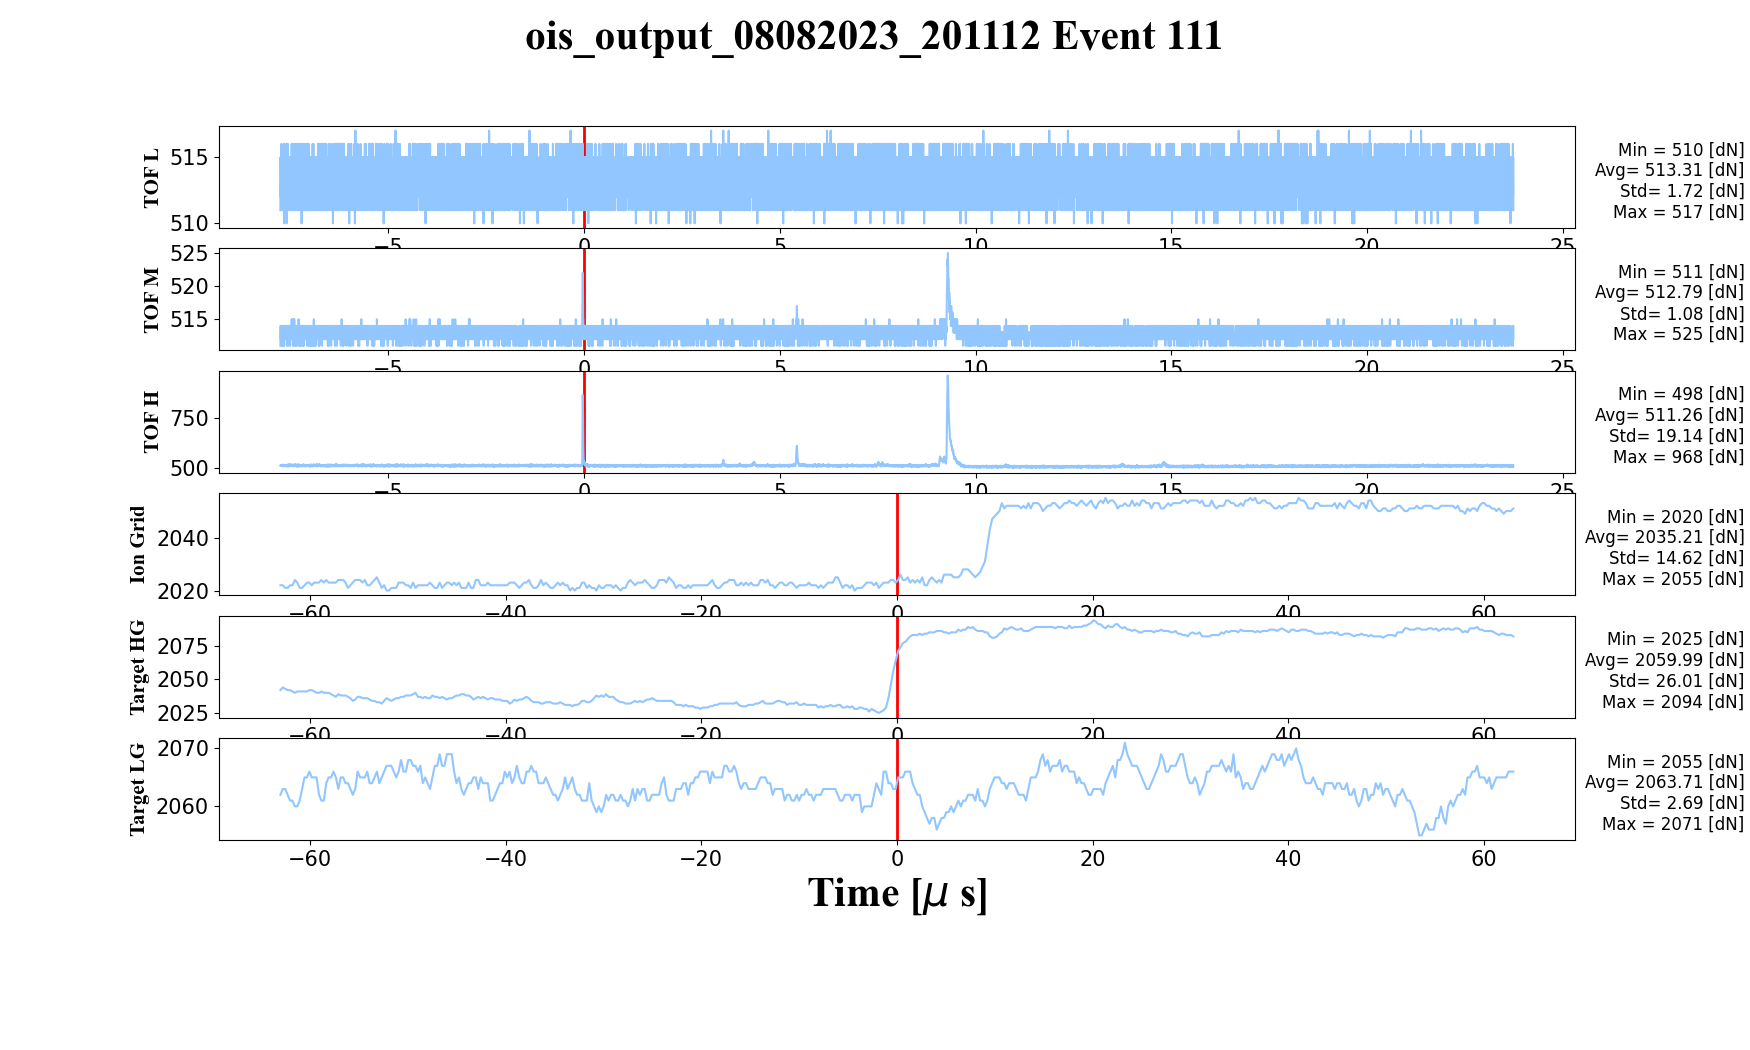 ois_output_08082023_201112 Event 111
TOF L
515
510
−5 0 5 10 15 20 25
Min = 510 [dN]
Avg= 513.31 [dN]
Std= 1.72 [dN]
Max = 517 [dN]
TOF M
525
520
515
−5 0 5 10 15 20 25
Min = 511 [dN]
Avg= 512.79 [dN]
Std= 1.08 [dN]
Max = 525 [dN]
TOF H
750
500
−5 0 5 10 15 20 25
Min = 498 [dN]
Avg= 511.26 [dN]
Std= 19.14 [dN]
Max = 968 [dN]
Ion Grid
2040
2020
−60 −40 −20 0 20 40 60
Min = 2020 [dN]
Avg= 2035.21 [dN]
Std= 14.62 [dN]
Max = 2055 [dN]
Target HG
2075
2050
2025
−60 −40 −20 0 20 40 60
Min = 2025 [dN]
Avg= 2059.99 [dN]
Std= 26.01 [dN]
Max = 2094 [dN]
Target LG
2070
2060
−60 −40 −20 0 20 40 60
Min = 2055 [dN]
Avg= 2063.71 [dN]
Std= 2.69 [dN]
Max = 2071 [dN]
Time [μ s]